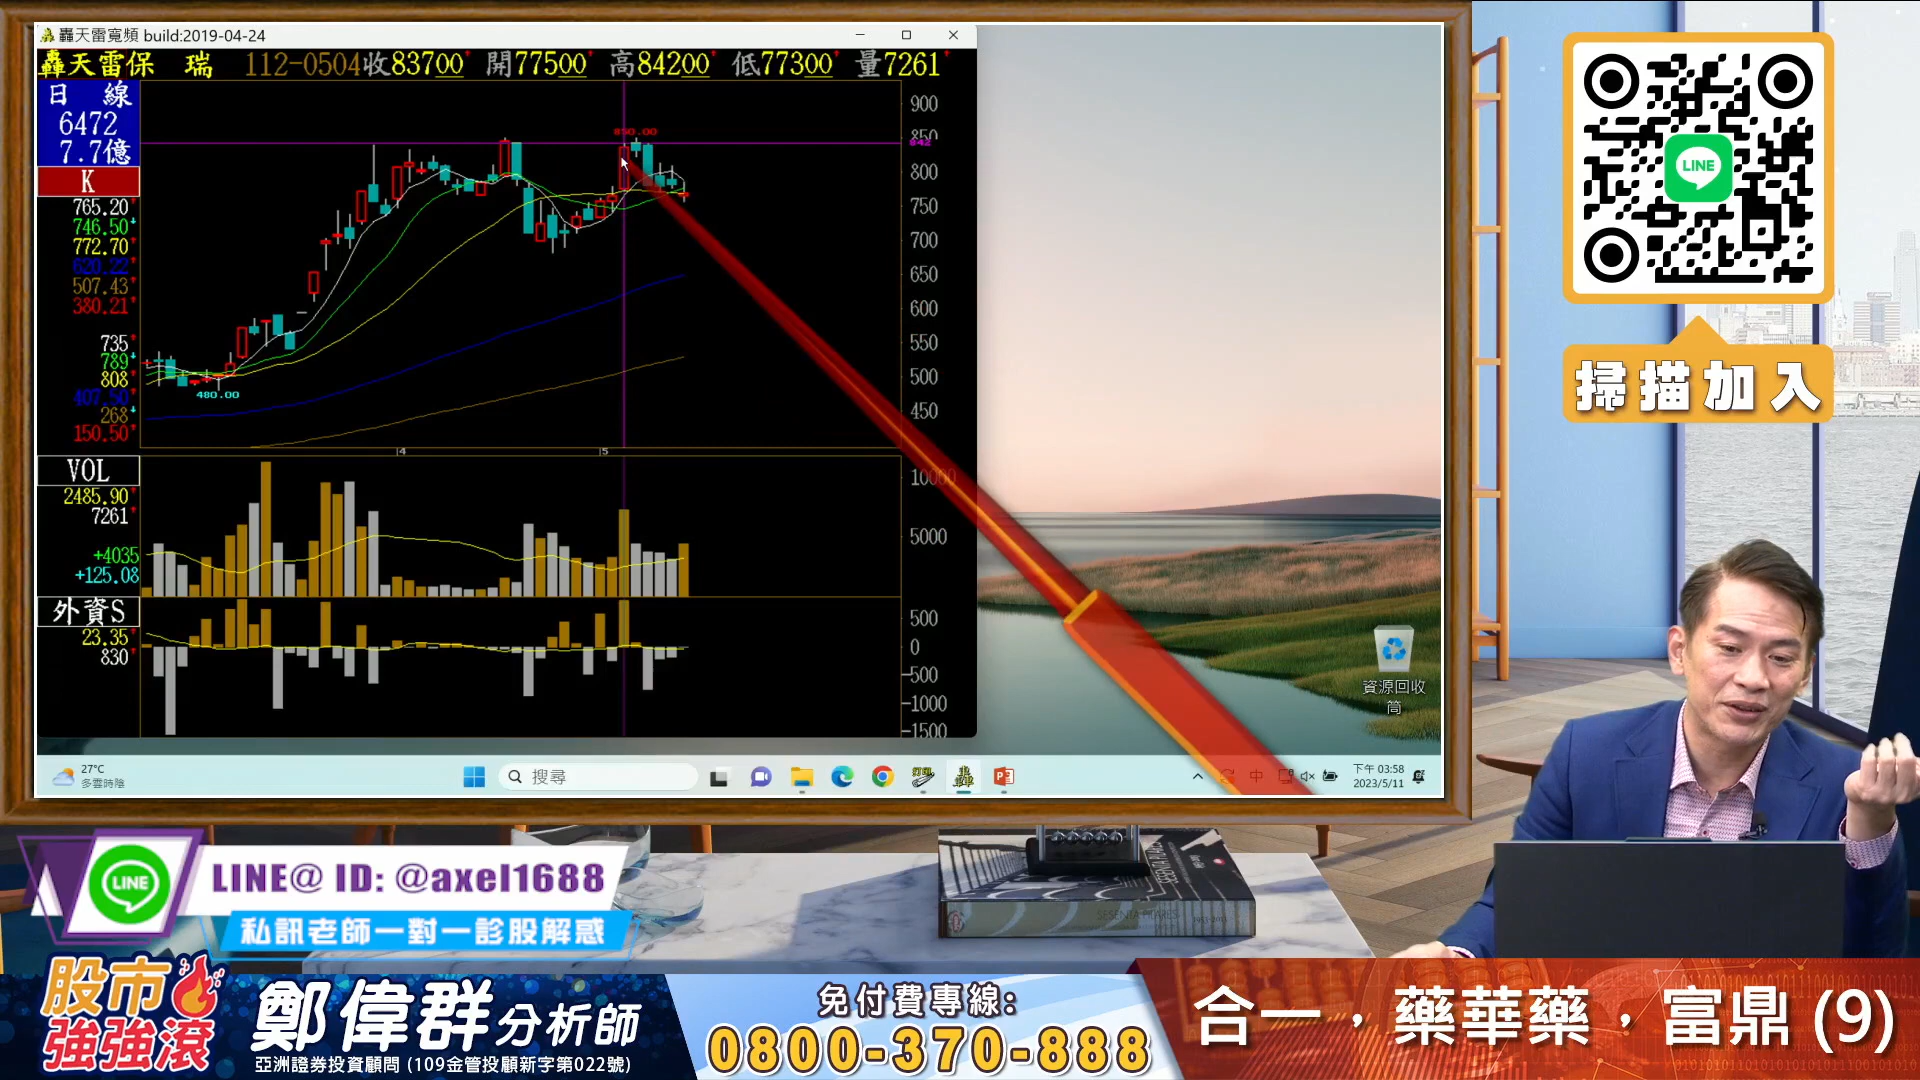 轟天雷寬頻 build:2019-04-24
轟天雷保 瑞 112-0504收83700 開77500 高84200 低77300 量7261
日 線
6472
7.7億
K
765.20
746.50
772.70
620.22
507.43
380.21
735
789
808
407.50
268
150.50
850.00
480.00
900
850
842
800
750
700
650
600
550
500
450
4
5
VOL
2485.90
7261
+4035
+125.08
10000
5000
外資S
23.35
830
500
0
-500
-1000
-1500
資源回收
筒
27°C
多雲時陰
搜尋
中
下午 03:58
2023/5/11
LINE
掃描加入
LINE
LINE@ ID: @axel1688
私訊老師一對一診股解惑
SESENTA PILARES
股市
強強滾
鄭偉群分析師
亞洲證券投資顧問 (109金管投顧新字第022號)
免付費專線:
0800-370-888
合一，藥華藥，富鼎 (9)